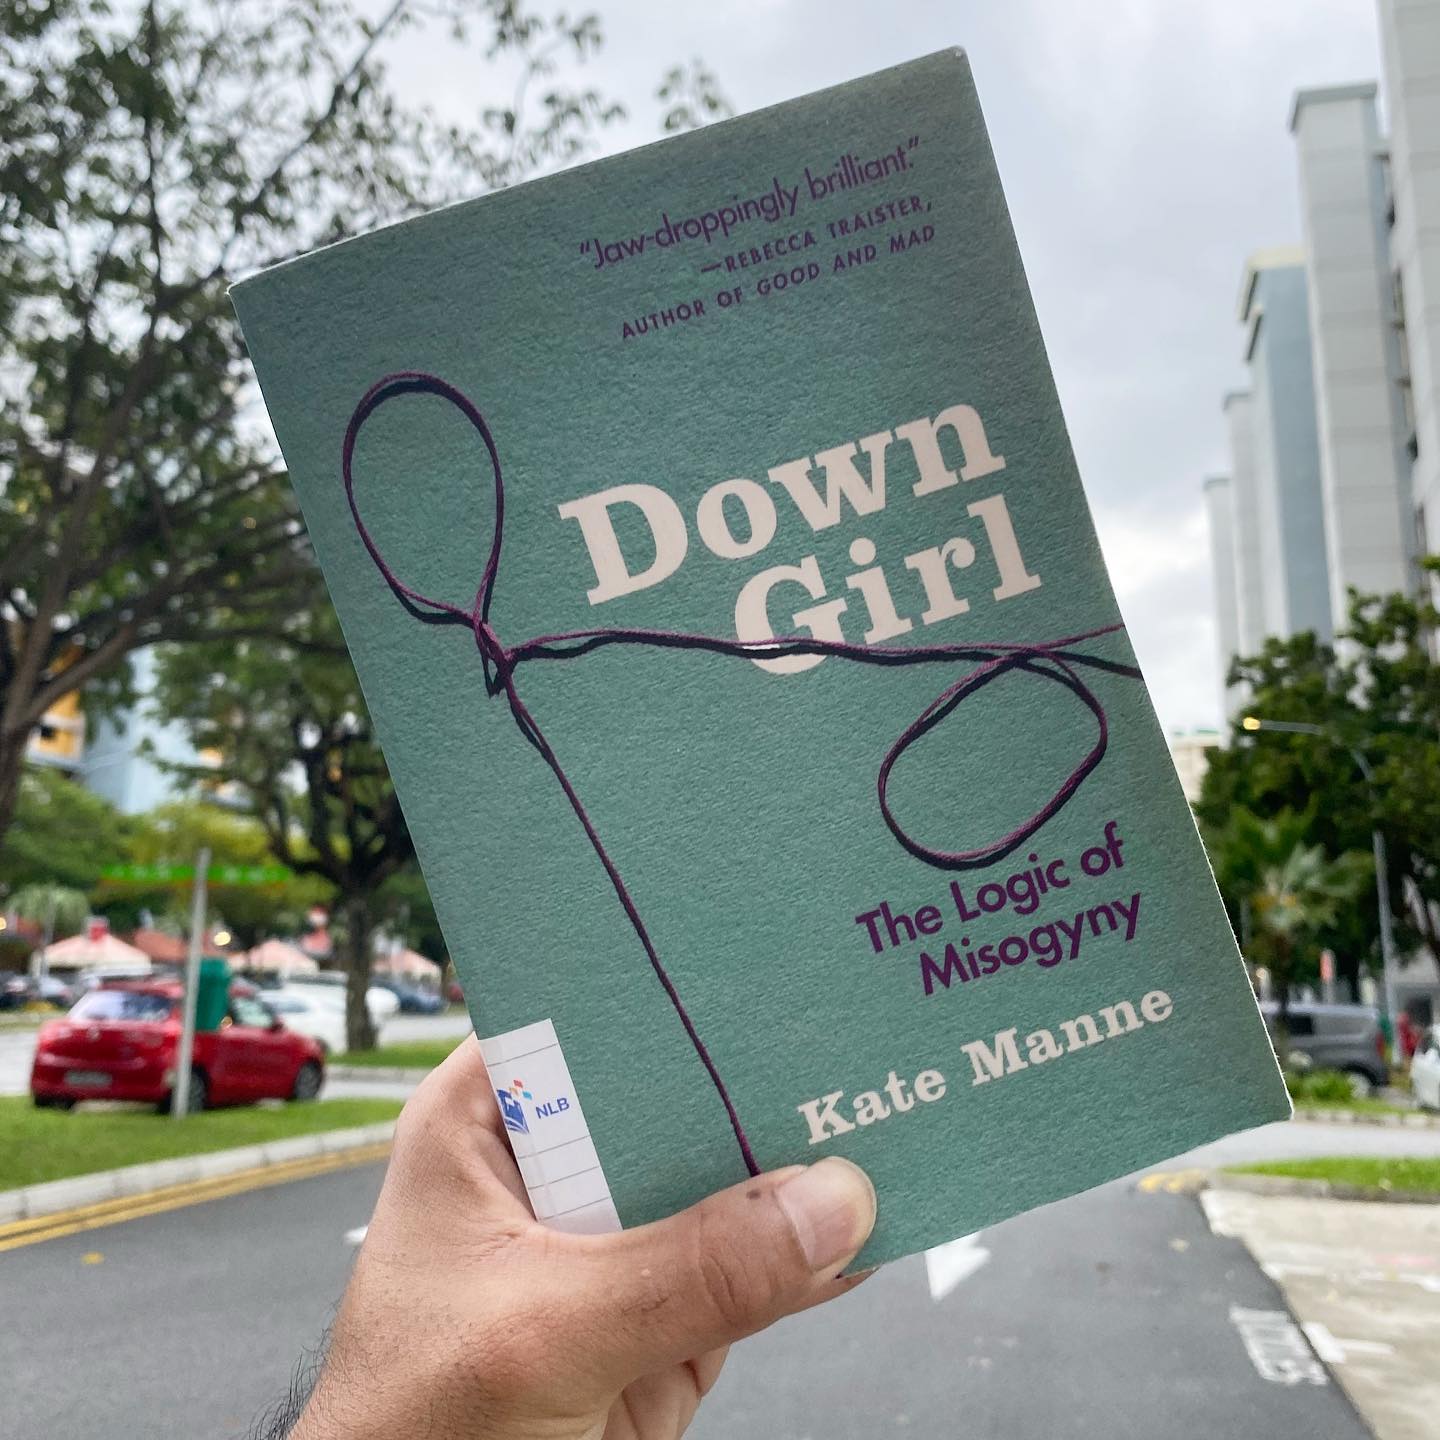 “Jaw-droppingly brilliant.”
—REBECCA TRAISTER,
AUTHOR OF GOOD AND MAD
Down
Girl
The Logic of
Misogyny
Kate Manne
NLB